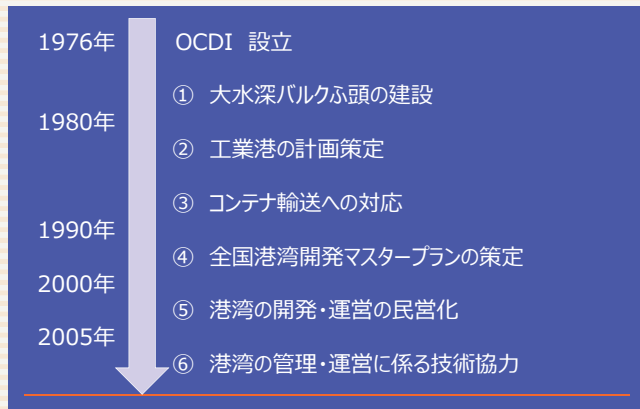 1976年 OCDI 設立
① 大水深バルクふ頭の建設
1980年
② 工業港の計画策定
③ コンテナ輸送への対応
1990年
④ 全国港湾開発マスタープランの策定
2000年
⑤ 港湾の開発・運営の民営化
2005年
⑥ 港湾の管理・運営に係る技術協力